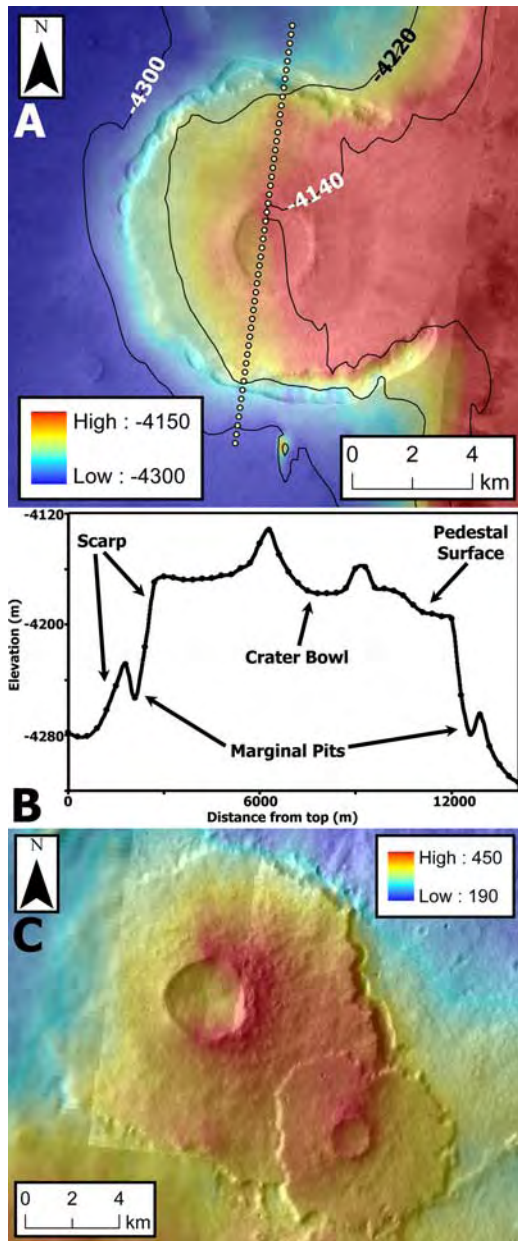 N
A
-4300
-4220
-4140
High : -4150
Low : -4300
0 2 4
km
-4120
-4200
-4280
Elevation (m)
Scarp
Pedestal
Surface
Crater Bowl
Marginal Pits
0 6000 12000
Distance from top (m)
B
N
C
High : 450
Low : 190
0 2 4
km